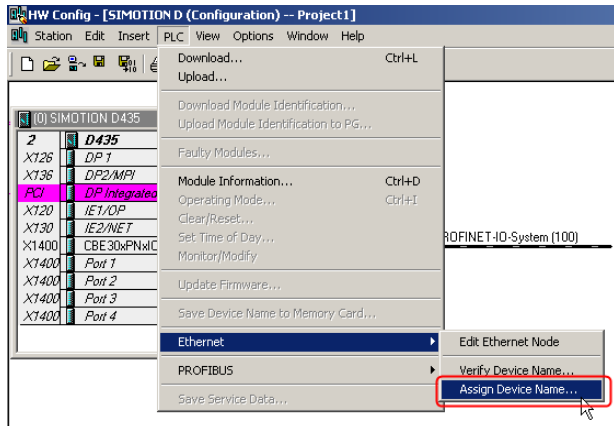 HW Config - [SIMOTION D (Configuration) -- Project1]
Station Edit Insert PLC View Options Window Help
Download... Ctrl+L
Upload...
Download Module Identification...
Upload Module Identification to PG...
Faulty Modules...
Module Information... Ctrl+D
Operating Mode... Ctrl+I
Clear/Reset...
Set Time of Day...
Monitor/Modify
Update Firmware...
Save Device Name to Memory Card...
Ethernet
PROFIBUS
Save Service Data...
Edit Ethernet Node
Verify Device Name...
Assign Device Name...
(0) SIMOTION D435
2 D435
X126 DP1
X136 DP2/MPI
PCI DP Integrated
X120 IE1/OP
X130 IE2/NET
X1400 CBE30xPNxIO
X1400 Port 1
X1400 Port 2
X1400 Port 3
X1400 Port 4
ROFINET-IO-System (100)